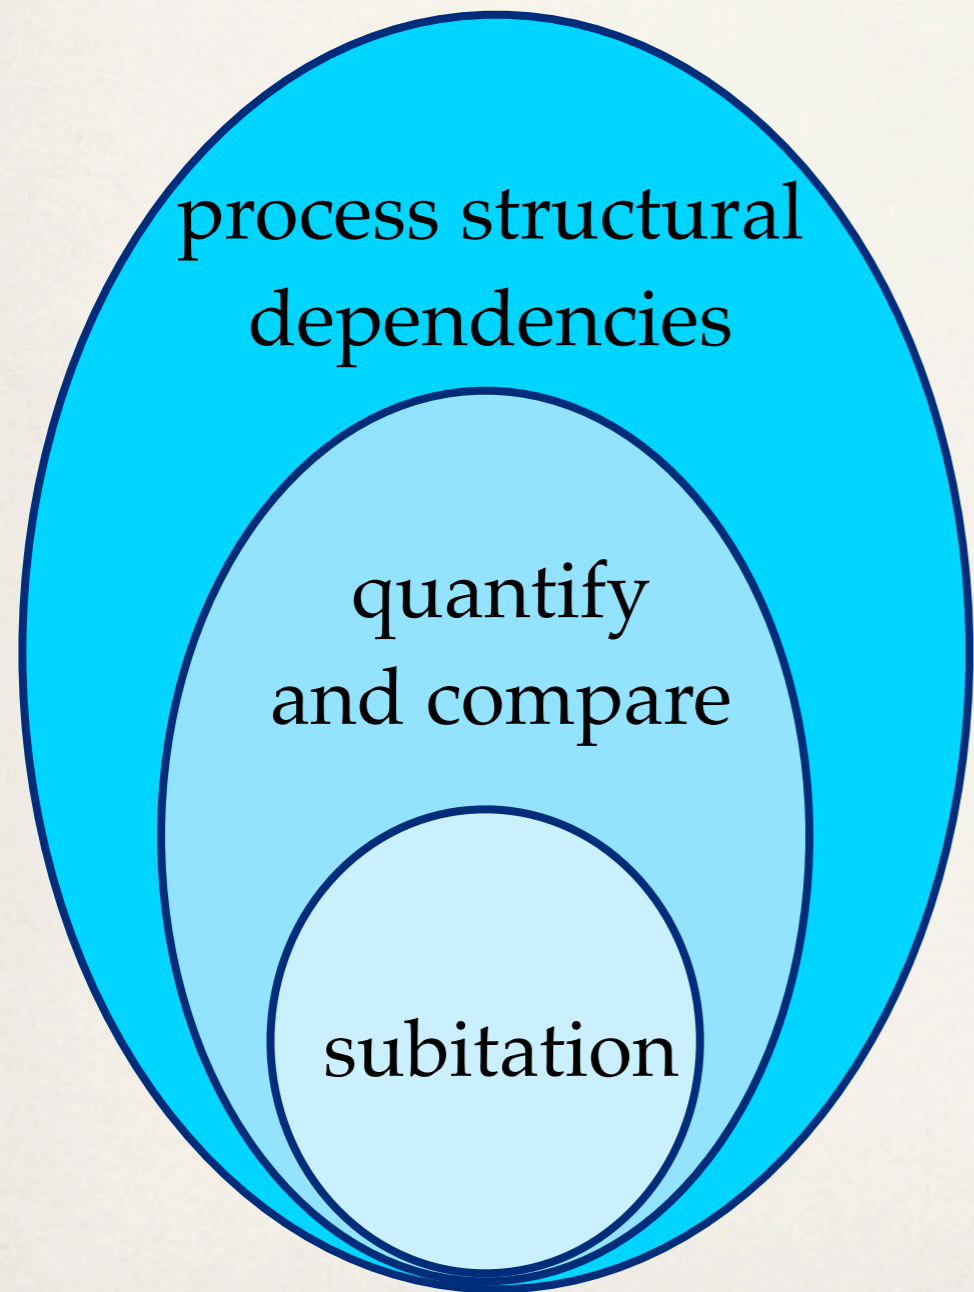 process structural
dependencies
quantify
and compare
subitation